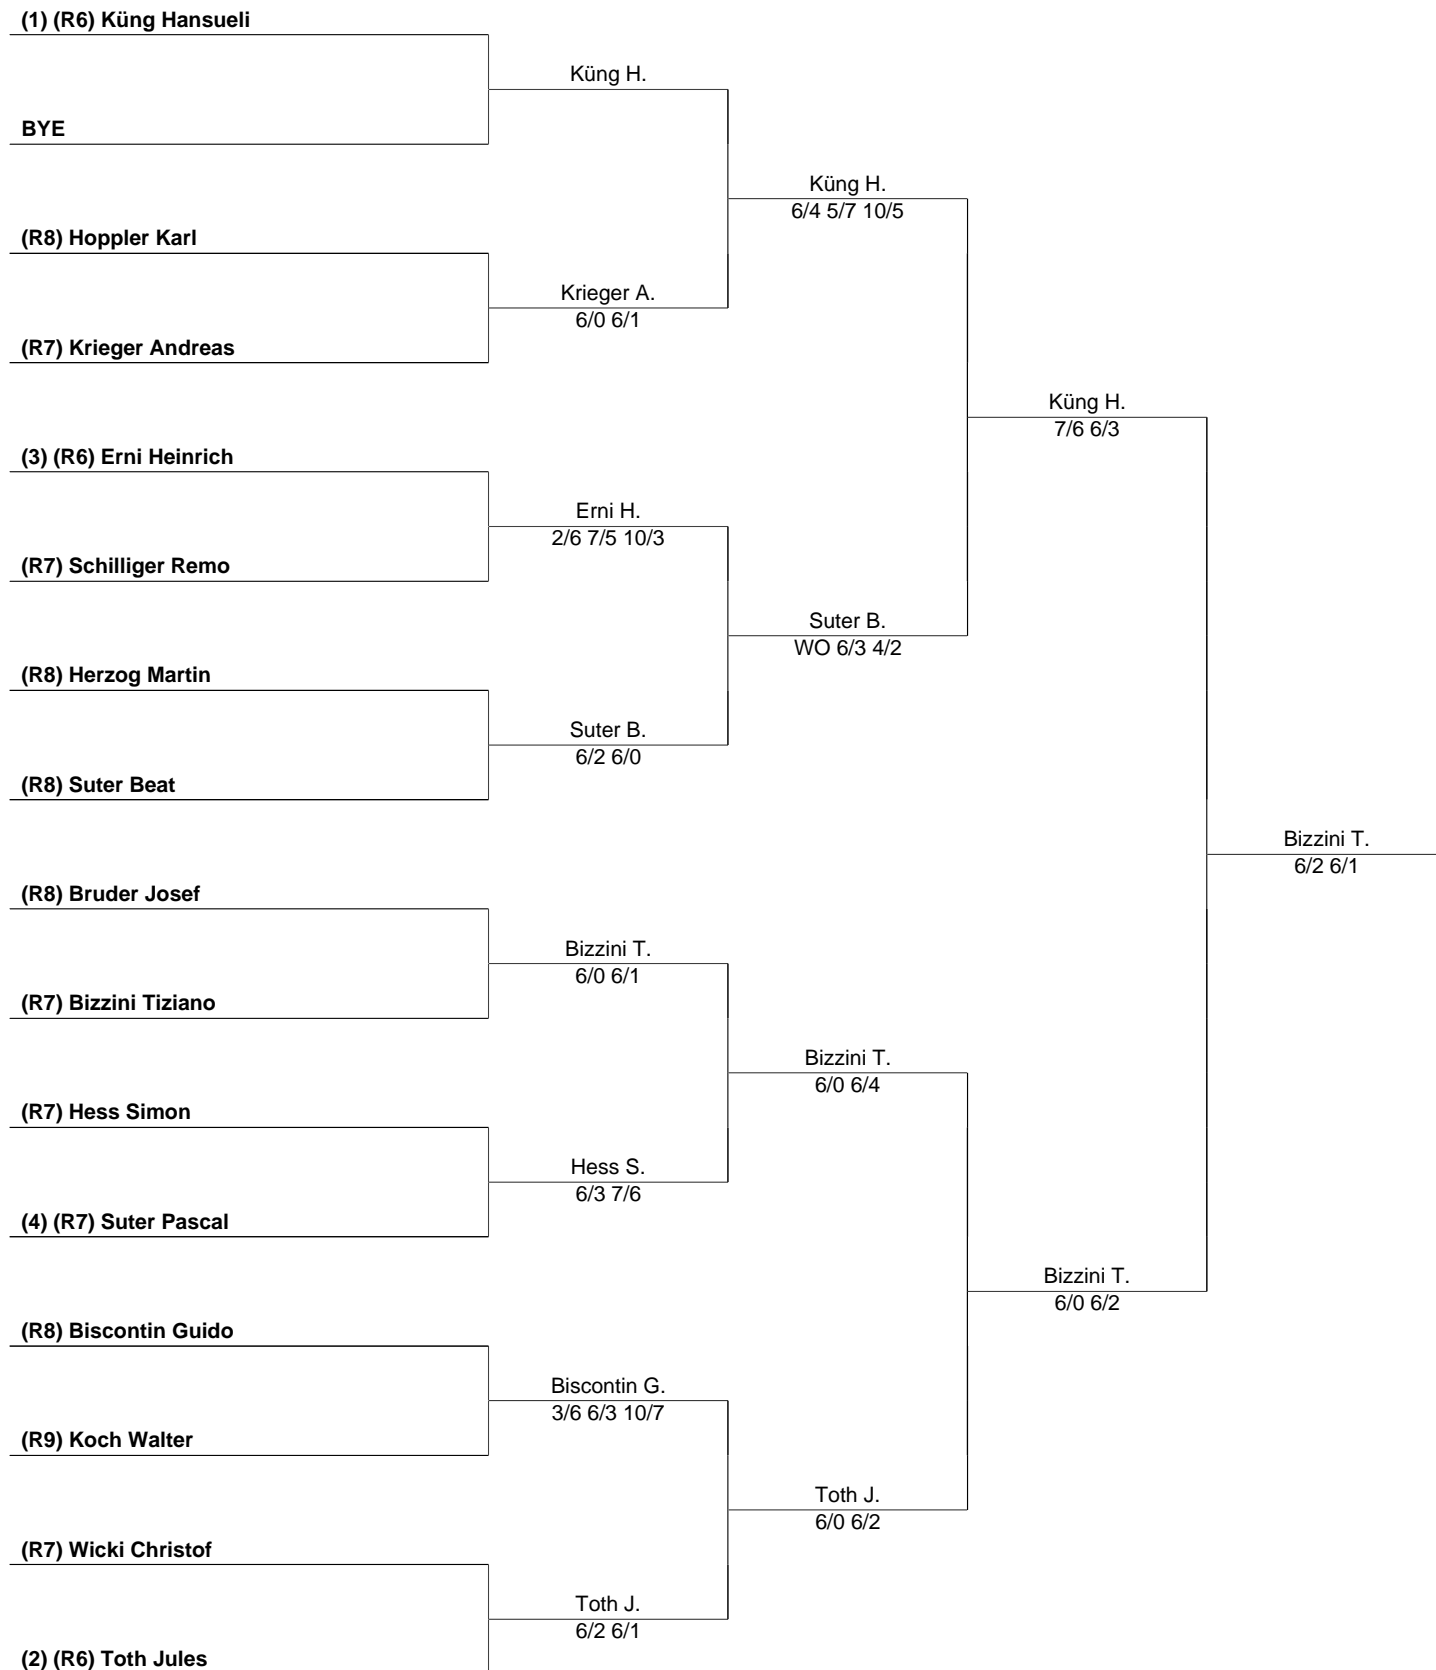 (1) (R6) Küng Hansueli
Küng H.
BYE
Küng H.
6/4 5/7 10/5
(R8) Hoppler Karl
Krieger A.
6/0 6/1
(R7) Krieger Andreas
Küng H.
7/6 6/3
(3) (R6) Erni Heinrich
Erni H.
2/6 7/5 10/3
(R7) Schilliger Remo
Suter B.
WO 6/3 4/2
(R8) Herzog Martin
Suter B.
6/2 6/0
(R8) Suter Beat
Bizzini T.
6/2 6/1
(R8) Bruder Josef
Bizzini T.
6/0 6/1
(R7) Bizzini Tiziano
Bizzini T.
6/0 6/4
(R7) Hess Simon
Hess S.
6/3 7/6
(4) (R7) Suter Pascal
Bizzini T.
6/0 6/2
(R8) Biscontin Guido
Biscontin G.
3/6 6/3 10/7
(R9) Koch Walter
Toth J.
6/0 6/2
(R7) Wicki Christof
Toth J.
6/2 6/1
(2) (R6) Toth Jules